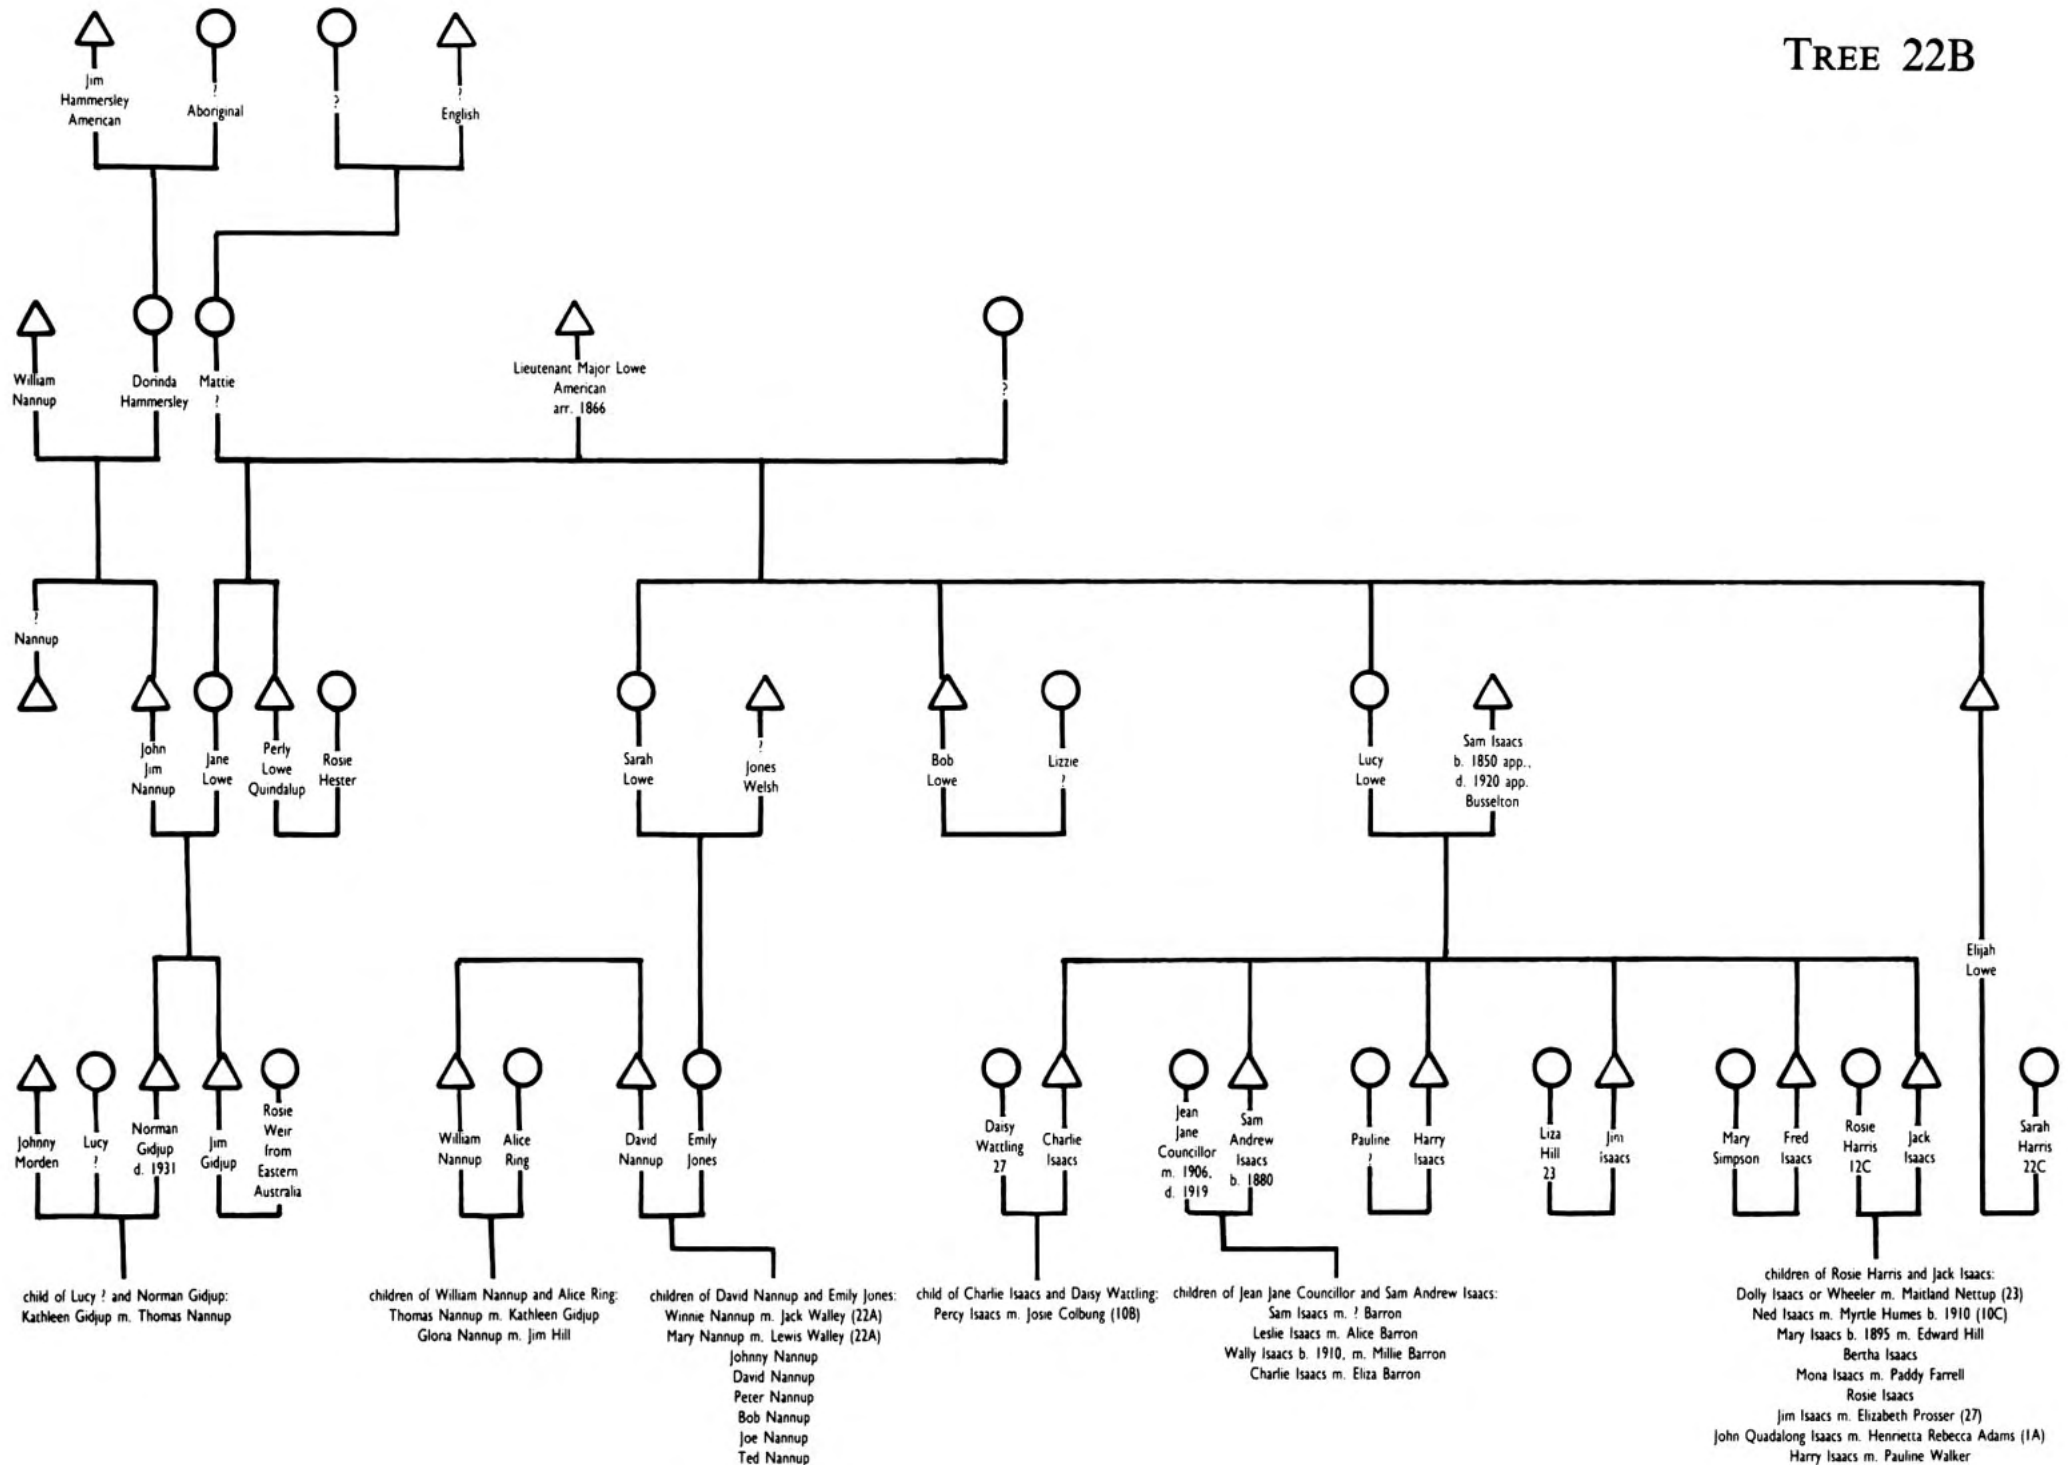 TREE 22B
Jim
Hammersley
American
?
Aboriginal
?
?
English
William
Nannup
Dorinda
Hammersley
Mattie
?
Lieutenant Major Lowe
American
arr. 1866
?
?
Nannup
John
Jim
Nannup
Jane
Lowe
Perly
Lowe
Quindalup
Rosie
Hester
Sarah
Lowe
?
Jones
Welsh
Bob
Lowe
Lizzie
?
Lucy
Lowe
Sam Isaacs
b. 1850 app.,
d. 1920 app.
Busselton
Elijah
Lowe
Johnny
Morden
Lucy
?
Norman
Gidjup
d. 1931
Jim
Gidjup
Rosie
Weir
from
Eastern
Australia
William
Nannup
Alice
Ring
David
Nannup
Emily
Jones
Daisy
Wattling
27
Charlie
Isaacs
Jean
Jane
Councillor
m. 1906,
d. 1919
Sam
Andrew
Isaacs
b. 1880
Pauline
?
Harry
Isaacs
Liza
Hill
23
Jim
Isaacs
Mary
Simpson
Fred
Isaacs
Rosie
Harris
12C
Jack
Isaacs
Sarah
Harris
22C
child of Lucy ? and Norman Gidjup:
Kathleen Gidjup m. Thomas Nannup
children of William Nannup and Alice Ring:
Thomas Nannup m. Kathleen Gidjup
Gloria Nannup m. Jim Hill
children of David Nannup and Emily Jones:
Winnie Nannup m. Jack Walley (22A)
Mary Nannup m. Lewis Walley (22A)
Johnny Nannup
David Nannup
Peter Nannup
Bob Nannup
Joe Nannup
Ted Nannup
child of Charlie Isaacs and Daisy Wattling:
Percy Isaacs m. Josie Colbung (10B)
children of Jean Jane Councillor and Sam Andrew Isaacs:
Sam Isaacs m. ? Barron
Leslie Isaacs m. Alice Barron
Wally Isaacs b. 1910, m. Millie Barron
Charlie Isaacs m. Eliza Barron
children of Rosie Harris and Jack Isaacs:
Dolly Isaacs or Wheeler m. Maitland Nettup (23)
Ned Isaacs m. Myrtle Humes b. 1910 (10C)
Mary Isaacs b. 1895 m. Edward Hill
Bertha Isaacs
Mona Isaacs m. Paddy Farrell
Rosie Isaacs
Jim Isaacs m. Elizabeth Prosser (27)
John Quadalong Isaacs m. Henrietta Rebecca Adams (1A)
Harry Isaacs m. Pauline Walker